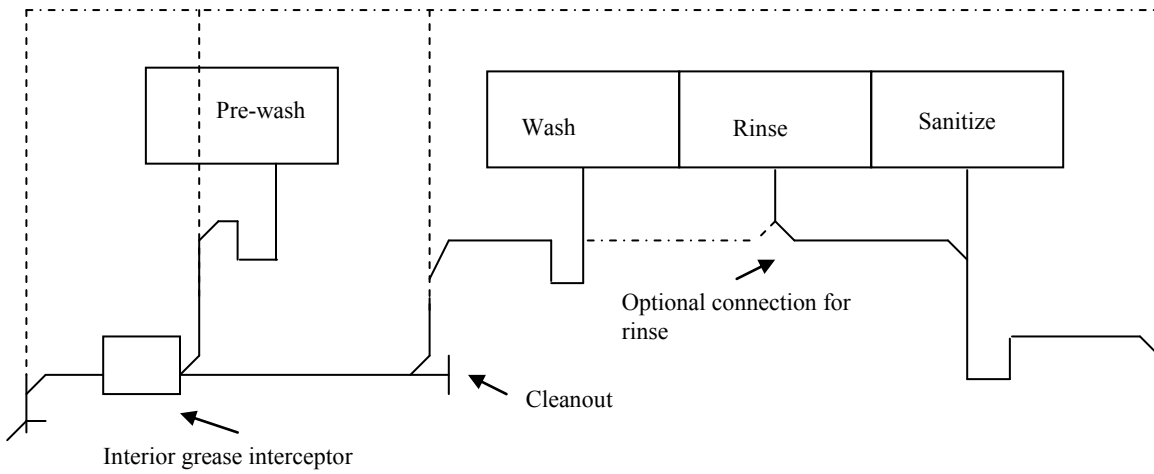 Pre-wash
Wash
Rinse
Sanitize
Optional connection for
rinse
Cleanout
Interior grease interceptor